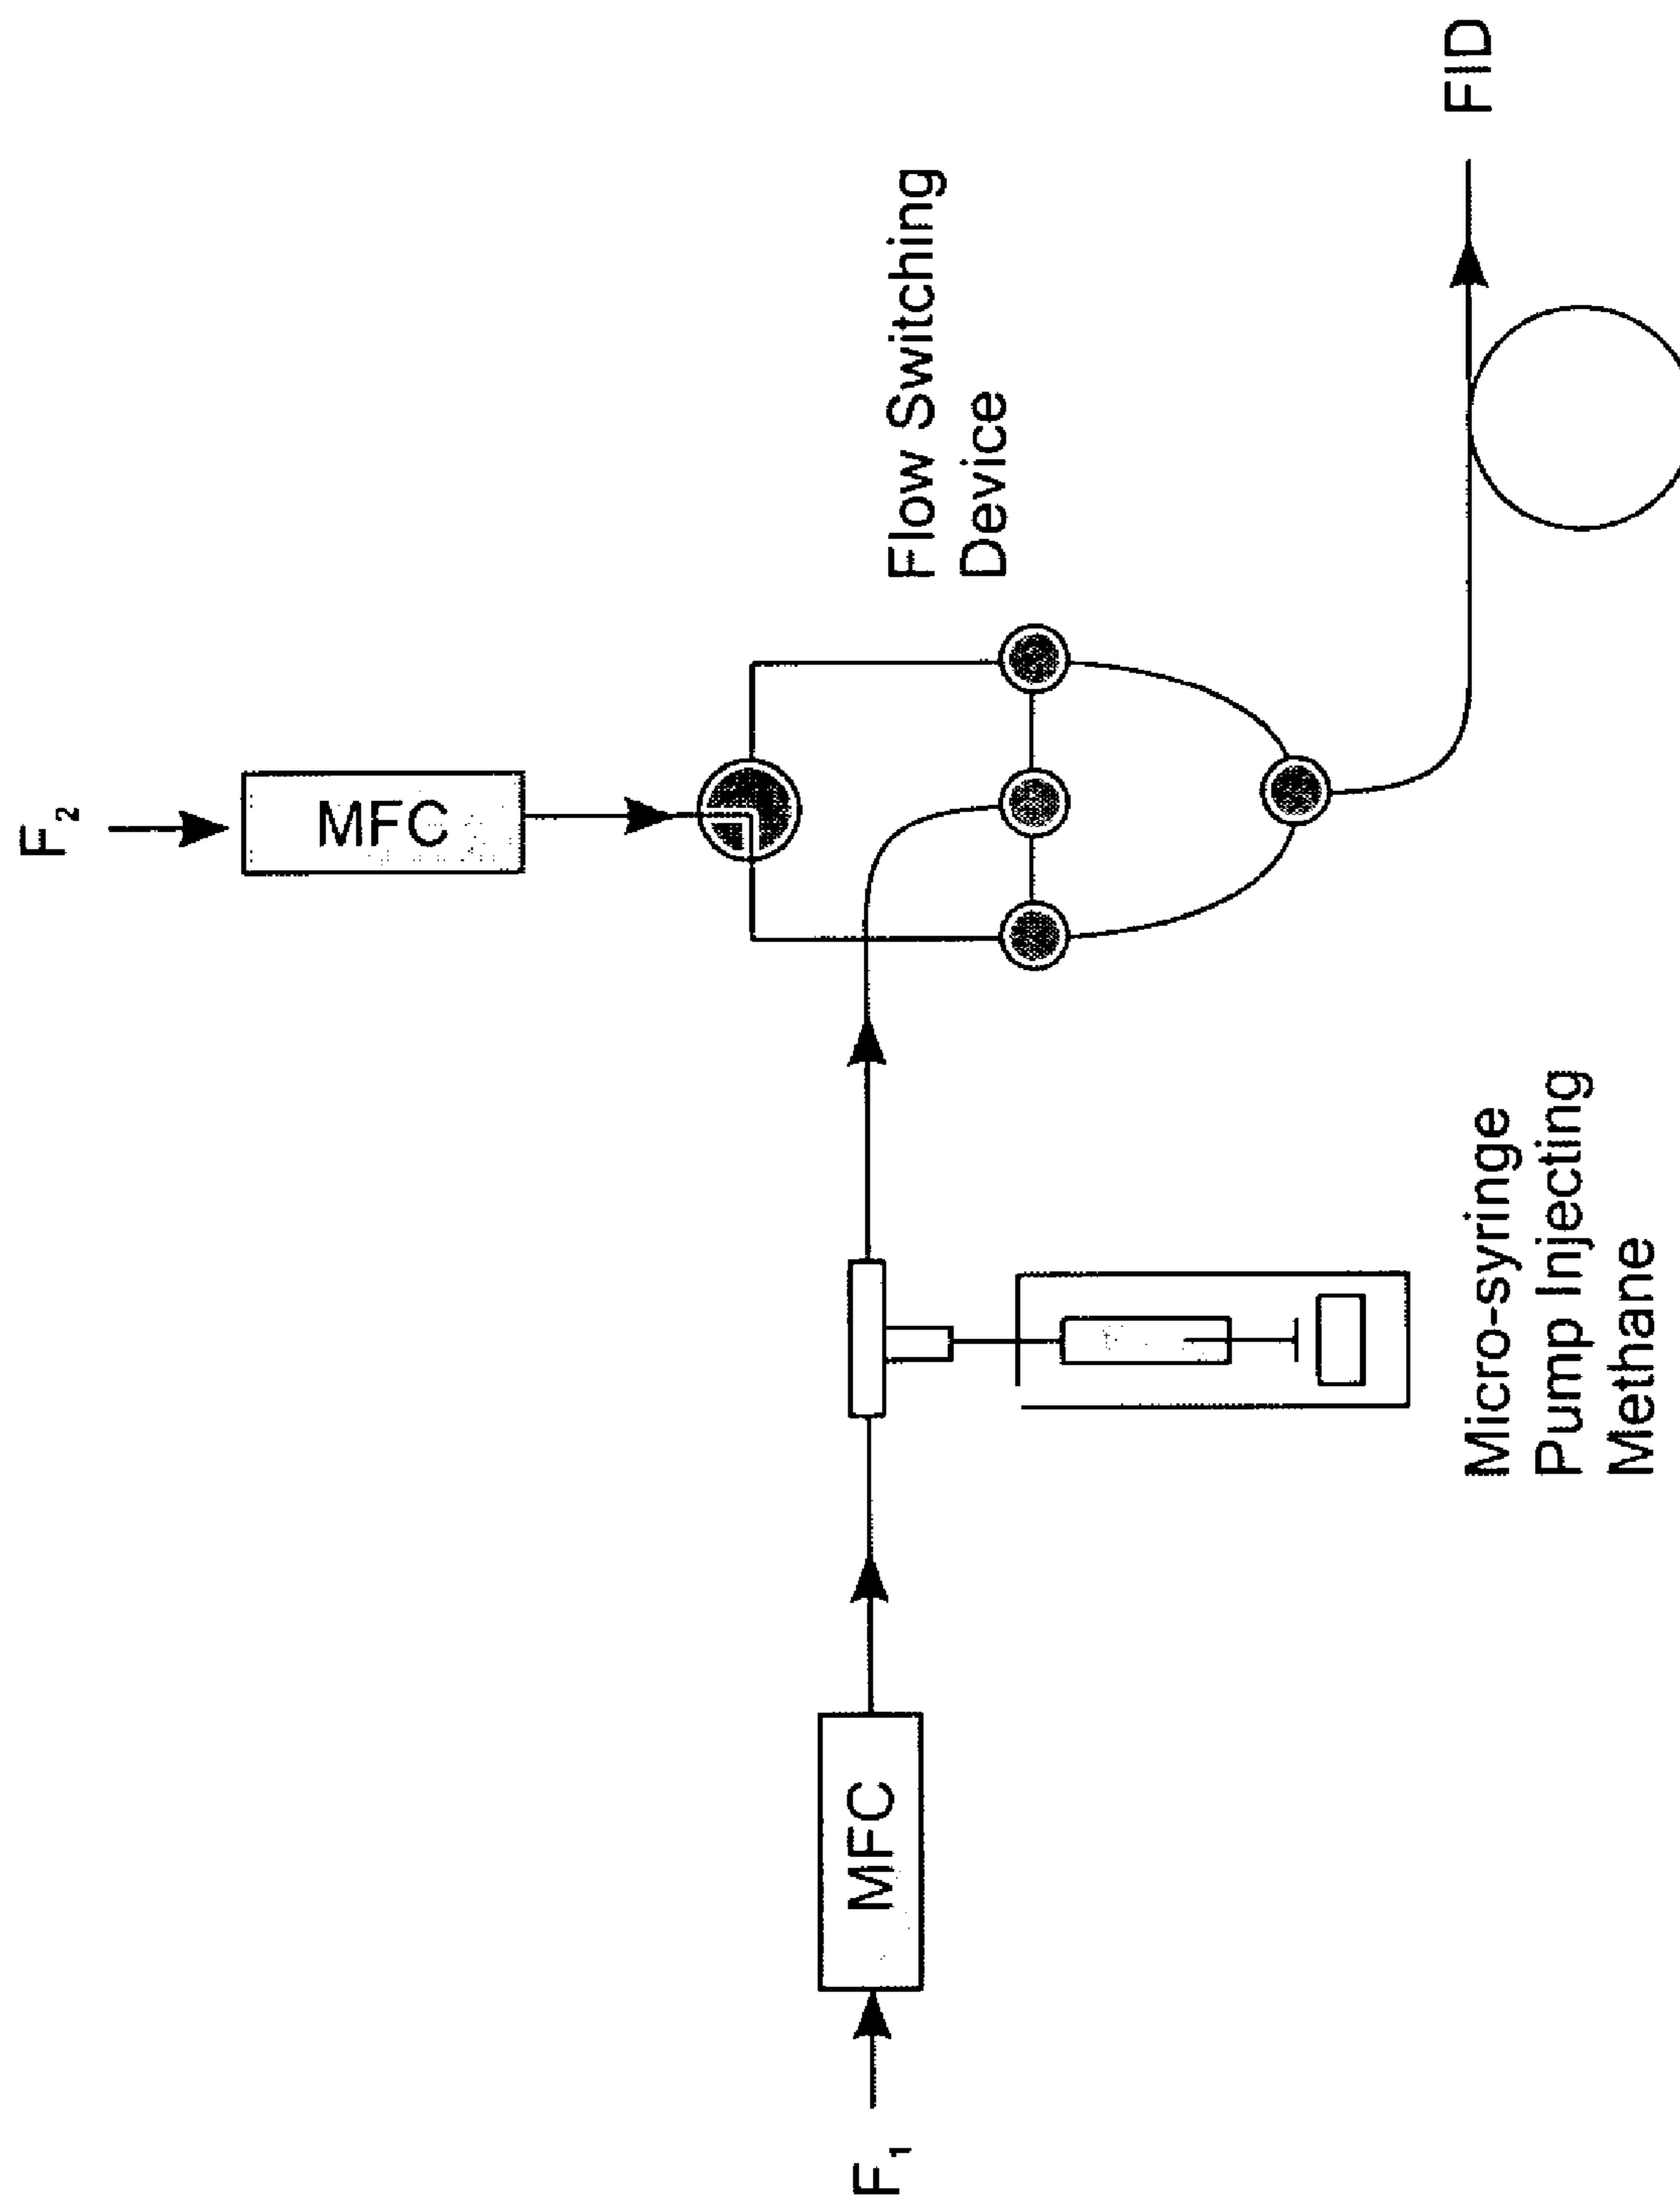 F₂
MFC
Flow Switching
Device
FID
F₁
MFC
Micro-syringe
Pump Injecting
Methane